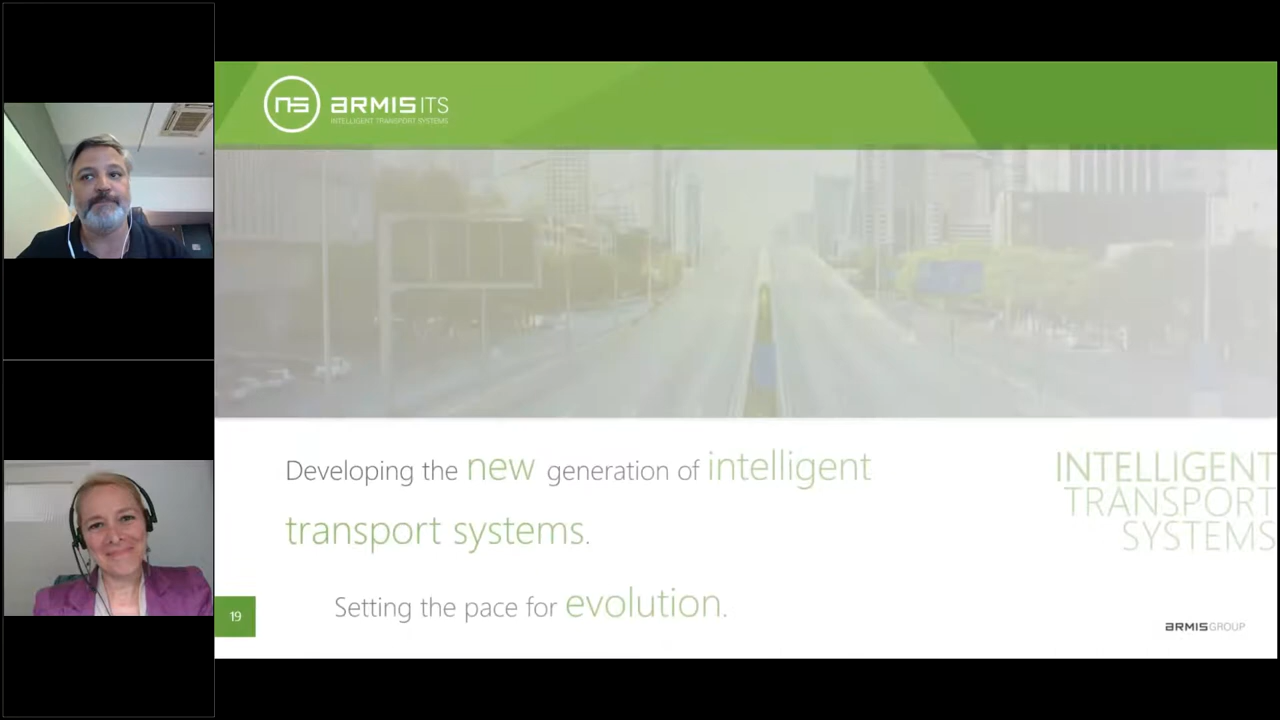 ARMIS ITS
INTELLIGENT TRANSPORT SYSTEMS
Developing the new generation of intelligent
transport systems.
Setting the pace for evolution.
INTELLIGENT
TRANSPORT
SYSTEMS
19
ARMIS GROUP